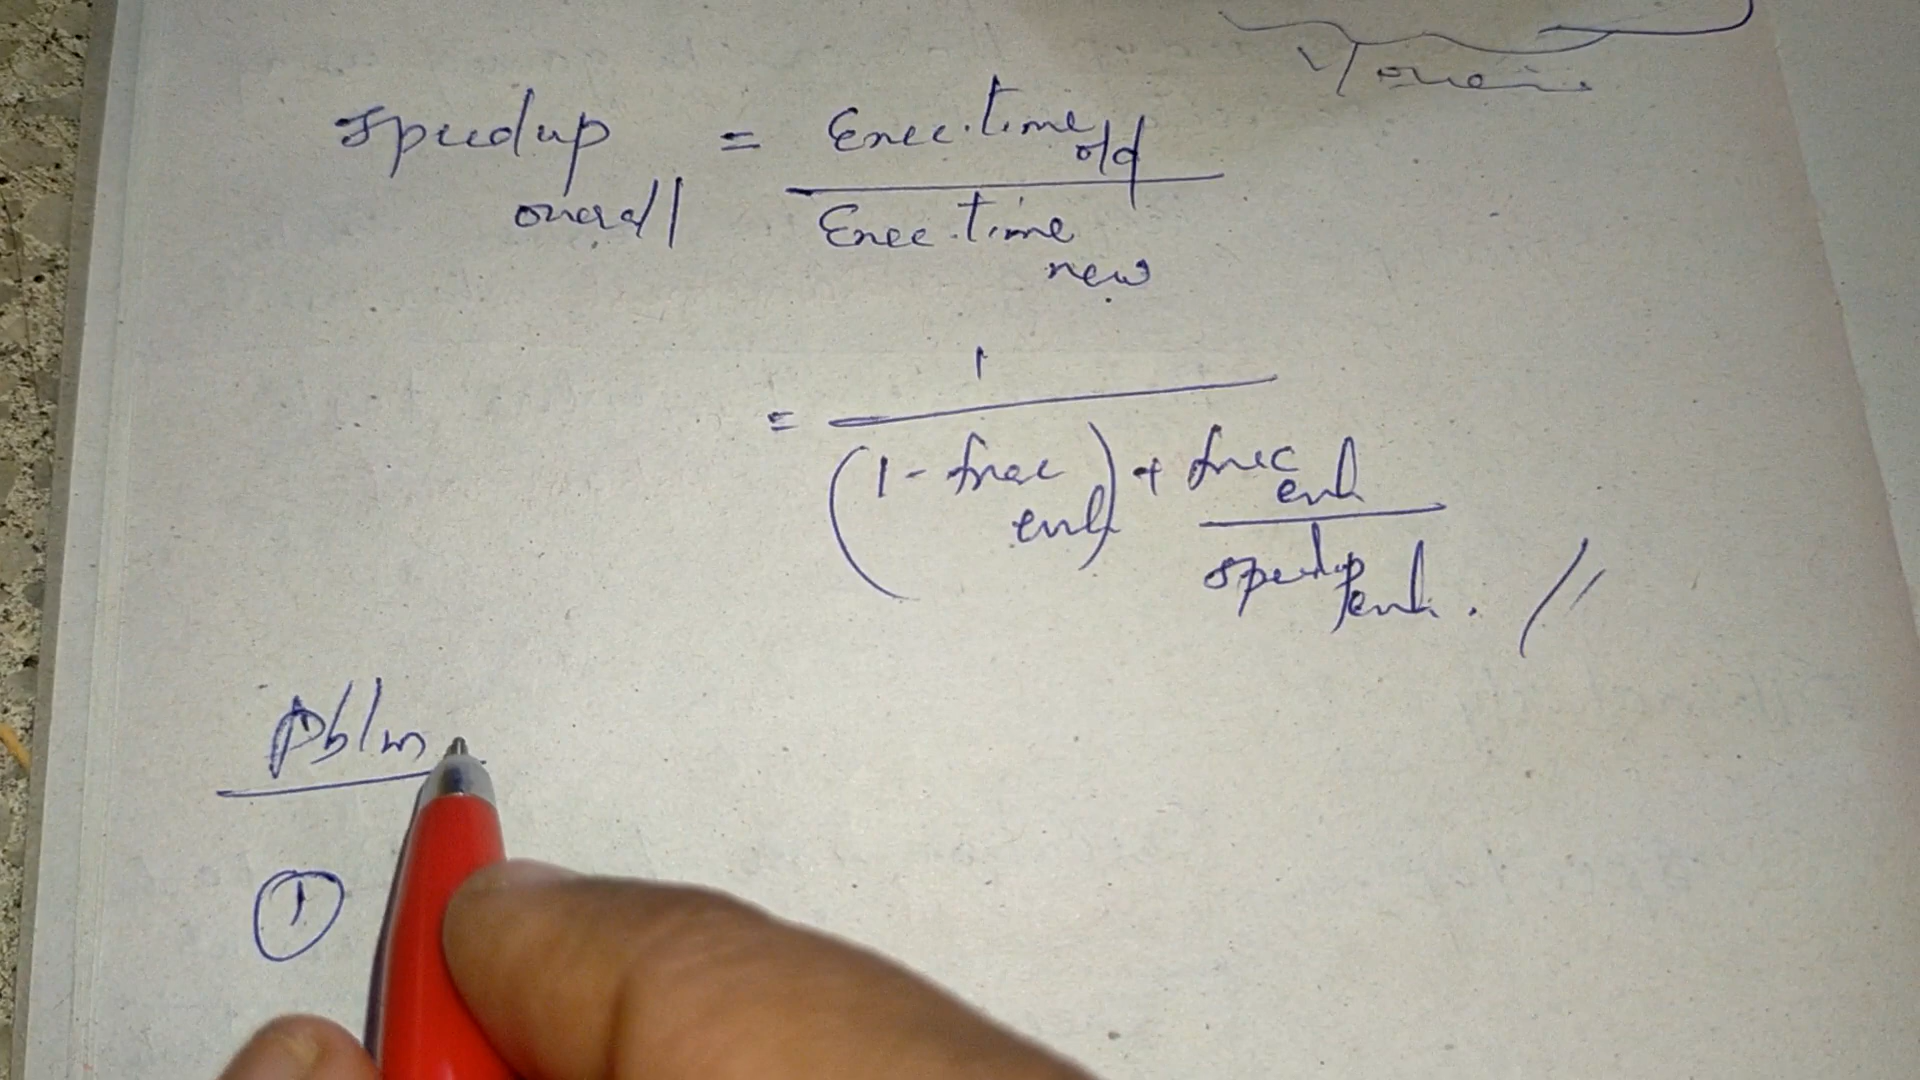 speedup overall = Exec.time old / Exec.time new
= 1 / (1 - frac enh) + frac enh / speedup enh. //
Pblm
1